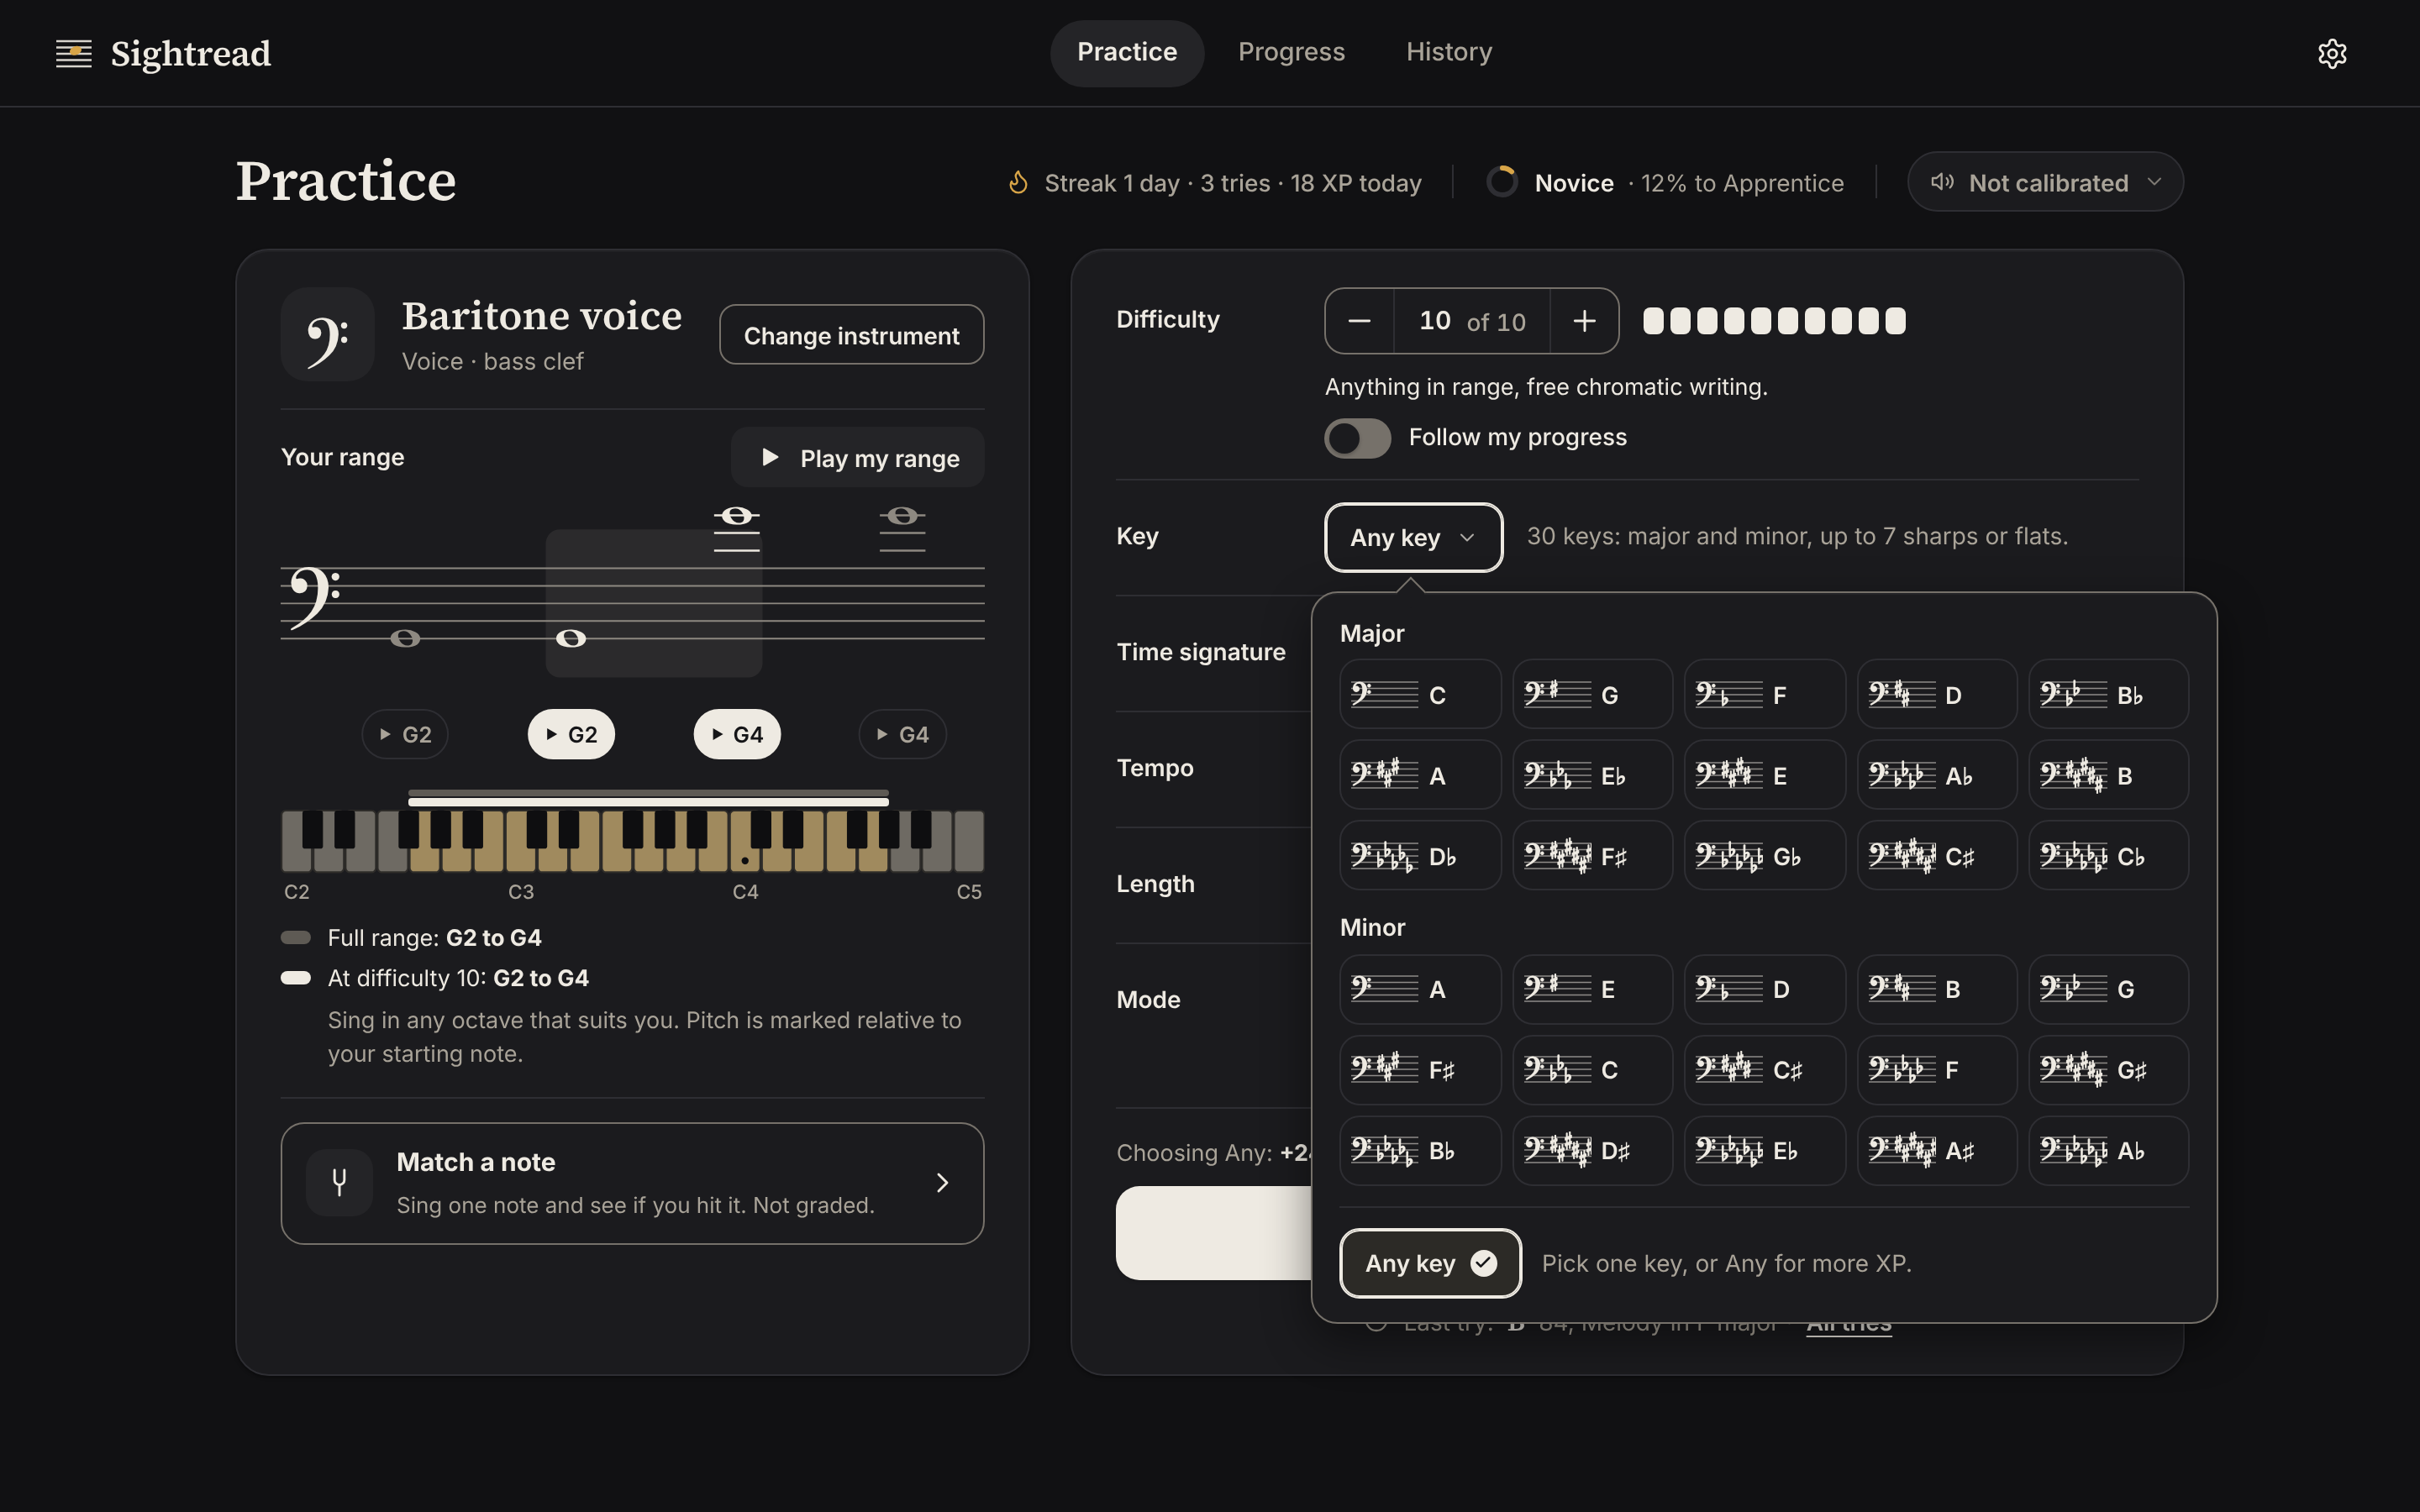 Sightread
Practice
Progress
History
Practice
Streak 1 day · 3 tries · 18 XP today
Novice · 12% to Apprentice
Not calibrated
Baritone voice
Voice · bass clef
Change instrument
Your range
Play my range
G2
G2
G4
G4
C2
C3
C4
C5
Full range: G2 to G4
At difficulty 10: G2 to G4
Sing in any octave that suits you. Pitch is marked relative to
your starting note.
Match a note
Sing one note and see if you hit it. Not graded.
Difficulty
10 of 10
Anything in range, free chromatic writing.
Follow my progress
Key
Any key
30 keys: major and minor, up to 7 sharps or flats.
Time signature
Tempo
Length
Mode
Choosing Any:
Major
C G F D B♭
A E♭ E A♭ B
D♭ F♯ G♭ C♯ C♭
Minor
A E D B G
F♯ C C♯ F G♯
B♭ D♯ E♭ A♯ A♭
Any key
Pick one key, or Any for more XP.
Last try: B 84, Melody in F major All tries